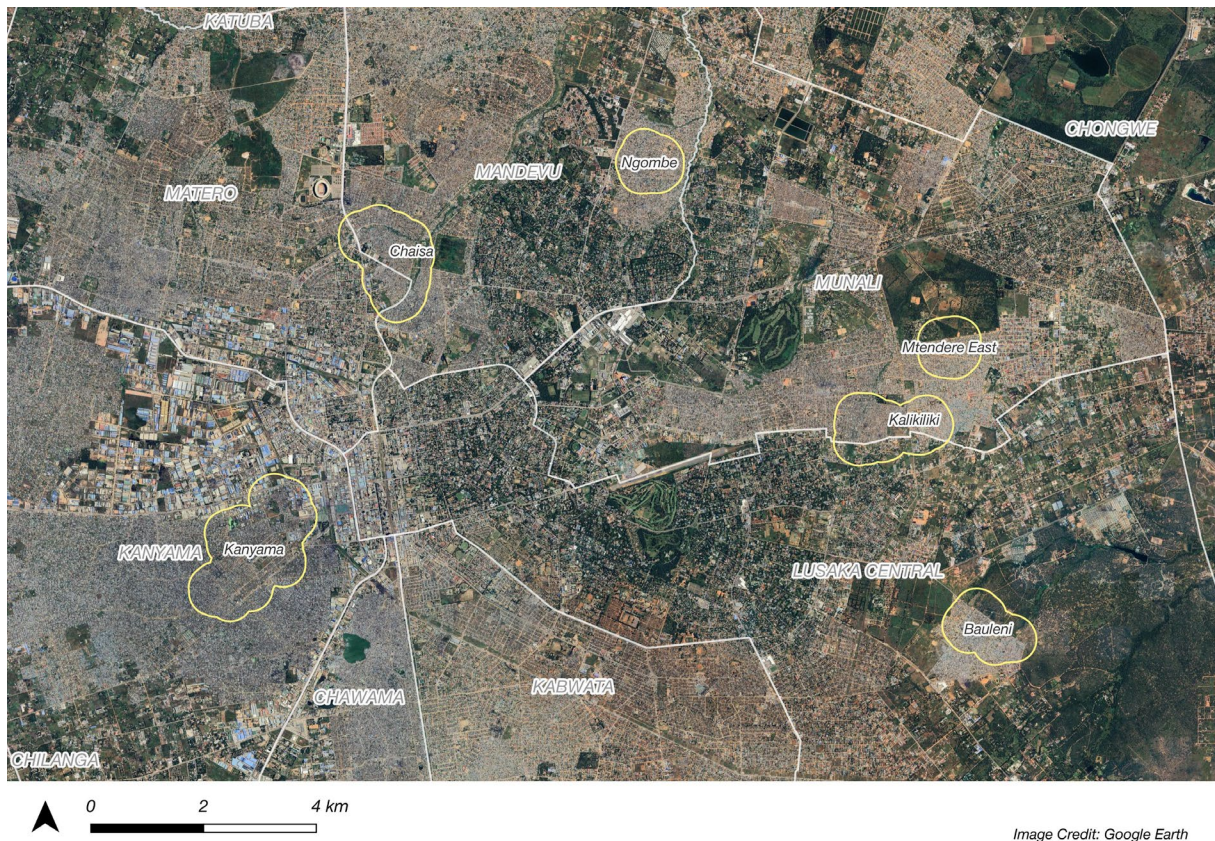 KATUBA
CHONGWE
Ngombe
MANDEVU
MATERO
Chaisa
MUNALI
Mtendere East
Kalikiliki
KANYAMA
Kanyama
LUSAKA CENTRAL
Bauleni
KABWATA
CHAWAMA
CHILANGA
0 2 4 km
Image Credit: Google Earth